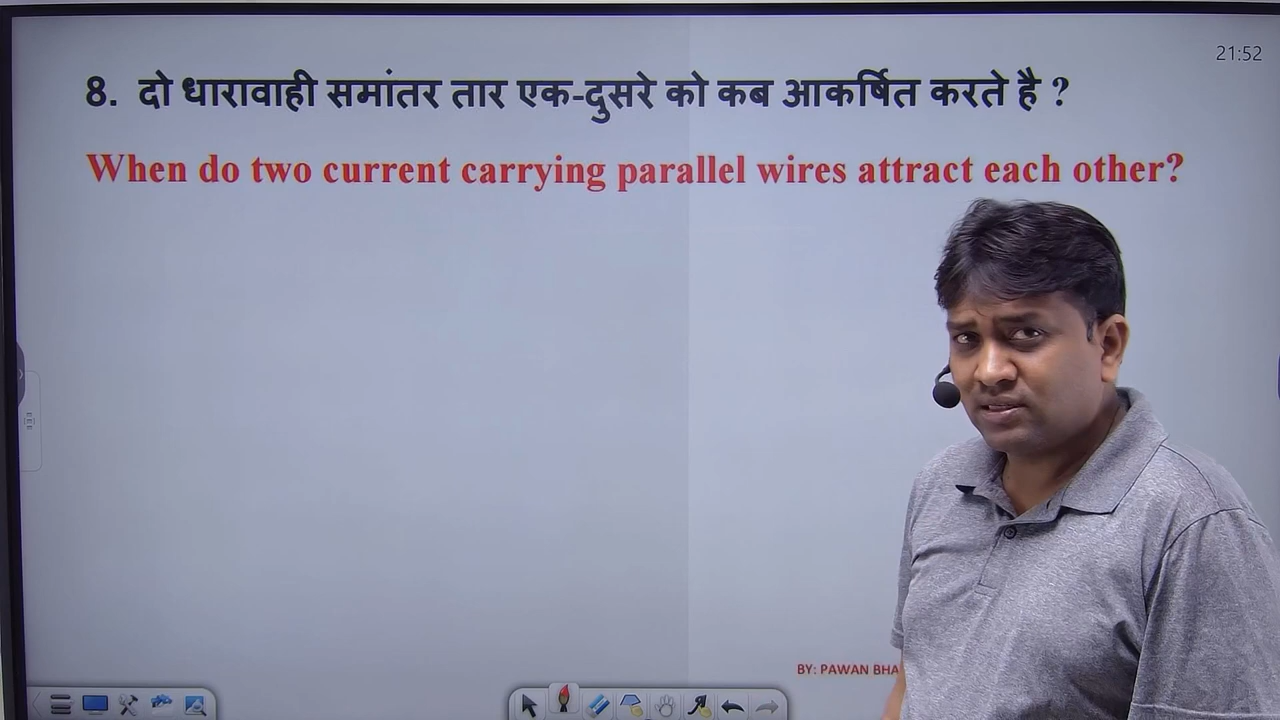 21:52
8. दो धारावाही समांतर तार एक-दुसरे को कब आकर्षित करते है ?
When do two current carrying parallel wires attract each other?
BY: PAWAN